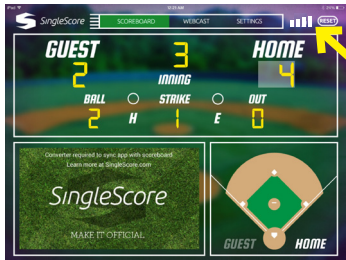 iPad 12:25 AM
SingleScore SCOREBOARD WEBCAST SETTINGS RESET
GUEST HOME
2 3 4
INNING
BALL STRIKE OUT
2 H 1 E 0
Converter required to sync app with scoreboard.
Learn more at SingleScore.com
SingleScore
MAKE IT OFFICIAL
GUEST HOME